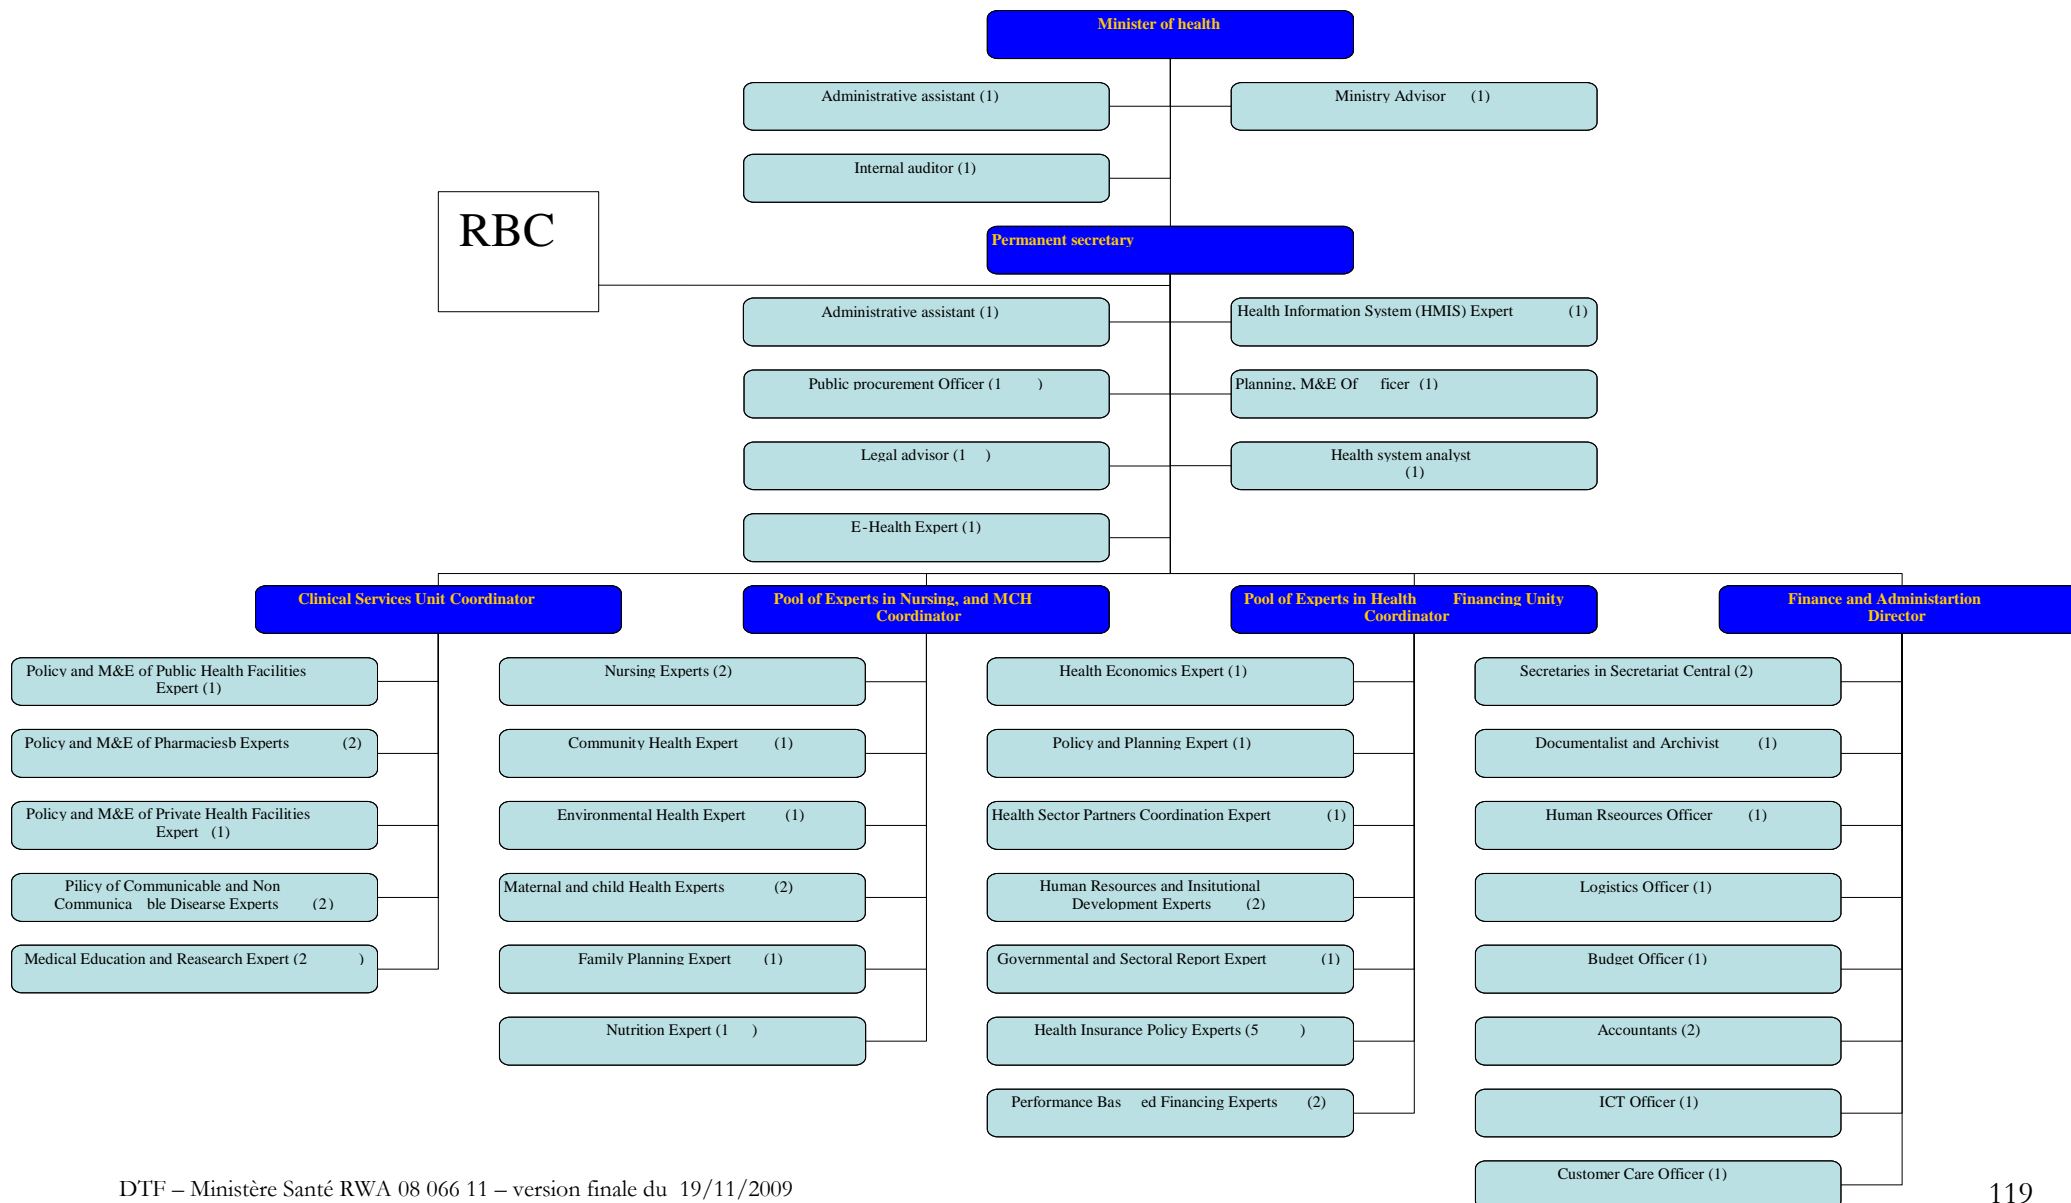 Minister of health
Administrative assistant (1)
Ministry Advisor (1)
Internal auditor (1)
RBC
Permanent secretary
Administrative assistant (1)
Health Information System (HMIS) Expert (1)
Public procurement Officer (1 )
Planning, M&E Of ficer (1)
Legal advisor (1 )
Health system analyst
(1)
E-Health Expert (1)
Clinical Services Unit Coordinator
Pool of Experts in Nursing, and MCH
Coordinator
Pool of Experts in Health Financing Unity
Coordinator
Finance and Administartion
Director
Policy and M&E of Public Health Facilities
Expert (1)
Policy and M&E of Pharmaciesb Experts (2)
Policy and M&E of Private Health Facilities
Expert (1)
Pilicy of Communicable and Non
Communica ble Disearse Experts (2)
Medical Education and Reasearch Expert (2 )
Nursing Experts (2)
Community Health Expert (1)
Environmental Health Expert (1)
Maternal and child Health Experts (2)
Family Planning Expert (1)
Nutrition Expert (1 )
Health Economics Expert (1)
Policy and Planning Expert (1)
Health Sector Partners Coordination Expert (1)
Human Resources and Insitutional
Development Experts (2)
Governmental and Sectoral Report Expert (1)
Health Insurance Policy Experts (5 )
Performance Bas ed Financing Experts (2)
Secretaries in Secretariat Central (2)
Documentalist and Archivist (1)
Human Rseources Officer (1)
Logistics Officer (1)
Budget Officer (1)
Accountants (2)
ICT Officer (1)
Customer Care Officer (1)
DTF – Ministère Santé RWA 08 066 11 – version finale du 19/11/2009
119